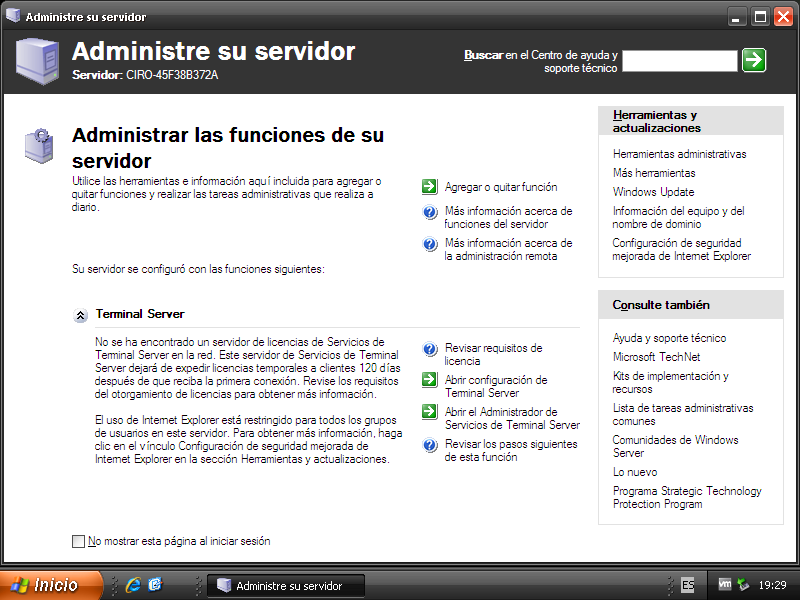 Administre su servidor
Administre su servidor
Servidor: CIRO-45F38B372A
Buscar en el Centro de ayuda y
soporte técnico
Administrar las funciones de su
servidor
Utilice las herramientas e información aquí incluida para agregar o
quitar funciones y realizar las tareas administrativas que realiza a
diario.
Agregar o quitar función
Más información acerca de
funciones del servidor
Más información acerca de
la administración remota
Su servidor se configuró con las funciones siguientes:
Terminal Server
No se ha encontrado un servidor de licencias de Servicios de
Terminal Server en la red. Este servidor de Servicios de Terminal
Server dejará de expedir licencias temporales a clientes 120 días
después de que reciba la primera conexión. Revise los requisitos
del otorgamiento de licencias para obtener más información.
El uso de Internet Explorer está restringido para todos los grupos
de usuarios en este servidor. Para obtener más información, haga
clic en el vínculo Configuración de seguridad mejorada de
Internet Explorer en la sección Herramientas y actualizaciones.
Revisar requisitos de
licencia
Abrir configuración de
Terminal Server
Abrir el Administrador de
Servicios de Terminal Server
Revisar los pasos siguientes
de esta función
No mostrar esta página al iniciar sesión
Herramientas y
actualizaciones
Herramientas administrativas
Más herramientas
Windows Update
Información del equipo y del
nombre de dominio
Configuración de seguridad
mejorada de Internet Explorer
Consulte también
Ayuda y soporte técnico
Microsoft TechNet
Kits de implementación y
recursos
Lista de tareas administrativas
comunes
Comunidades de Windows
Server
Lo nuevo
Programa Strategic Technology
Protection Program
Inicio
Administre su servidor
ES
vm
19:29